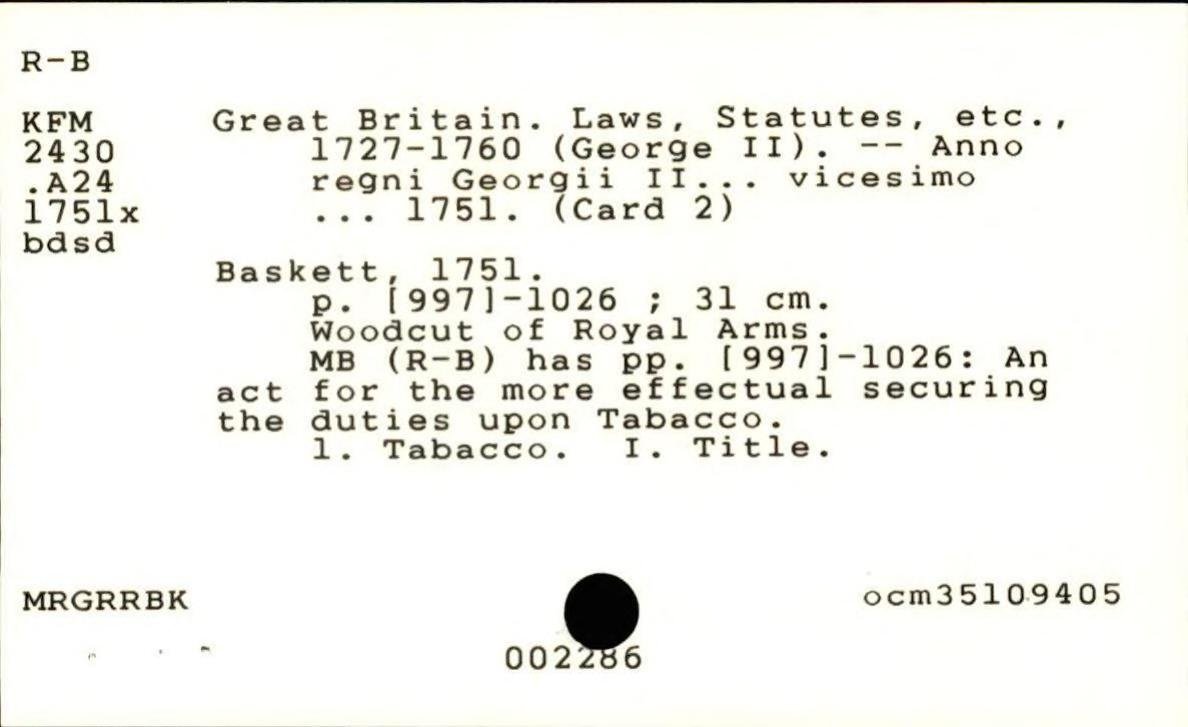 R-B
KFM Great Britain. Laws, Statutes, etc.,
2430 1727-1760 (George II). -- Anno
.A24 regni Georgii II... vicesimo
1751x ... 1751. (Card 2)
bdsd
Baskett, 1751.
p. [997]-1026 ; 31 cm.
Woodcut of Royal Arms.
MB (R-B) has pp. [997]-1026: An
act for the more effectual securing
the duties upon Tabacco.
1. Tabacco. I. Title.
MRGRRBK ocm35109405
002286